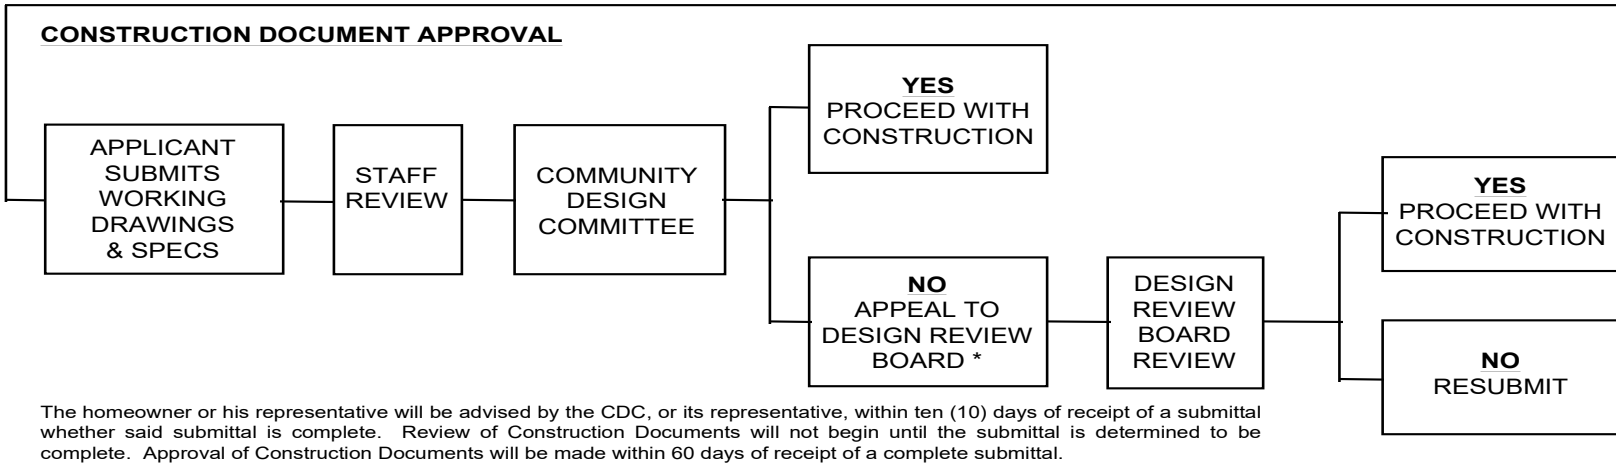 CONSTRUCTION DOCUMENT APPROVAL
APPLICANT
SUBMITS
WORKING
DRAWINGS
& SPECS
STAFF
REVIEW
COMMUNITY
DESIGN
COMMITTEE
YES
PROCEED WITH
CONSTRUCTION
NO
APPEAL TO
DESIGN REVIEW
BOARD *
DESIGN
REVIEW
BOARD
REVIEW
YES
PROCEED WITH
CONSTRUCTION
NO
RESUBMIT
The homeowner or his representative will be advised by the CDC, or its representative, within ten (10) days of receipt of a submittal
whether said submittal is complete. Review of Construction Documents will not begin until the submittal is determined to be
complete. Approval of Construction Documents will be made within 60 days of receipt of a complete submittal.